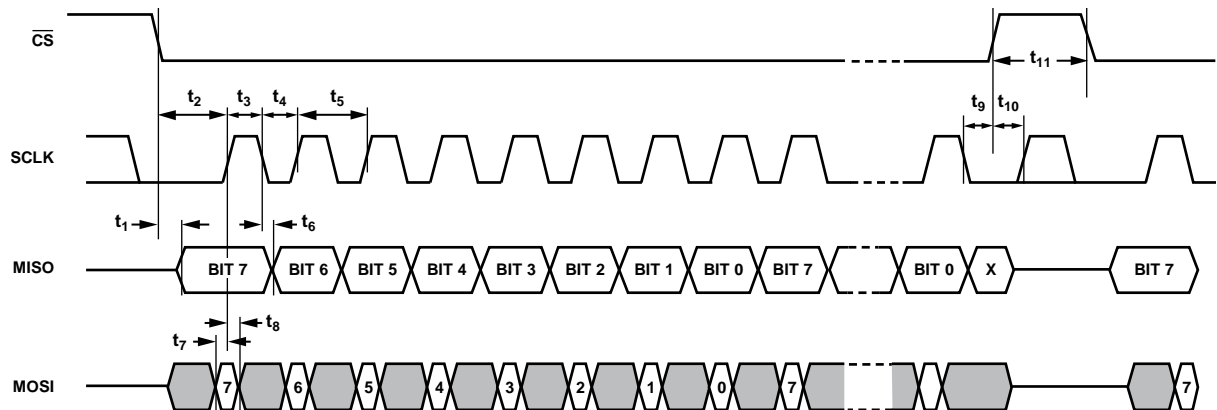 CS
t11
t2 t3 t4 t5
t9 t10
SCLK
t1
t6
MISO BIT 7 BIT 6 BIT 5 BIT 4 BIT 3 BIT 2 BIT 1 BIT 0 BIT 7 BIT 0 X BIT 7
t7
t8
MOSI 7 6 5 4 3 2 1 0 7 7